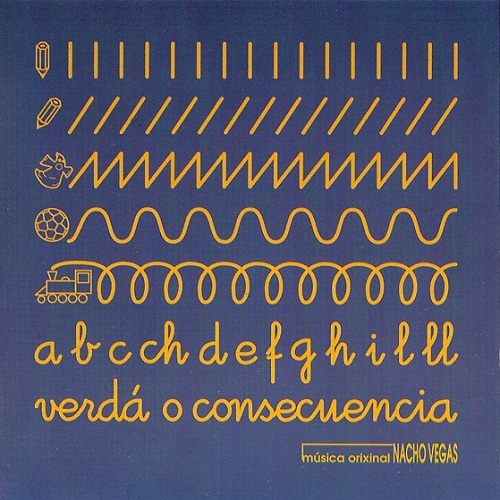 a b c ch d e f g h i l ll
verdá o consecuencia
música orixinal NACHO VEGAS